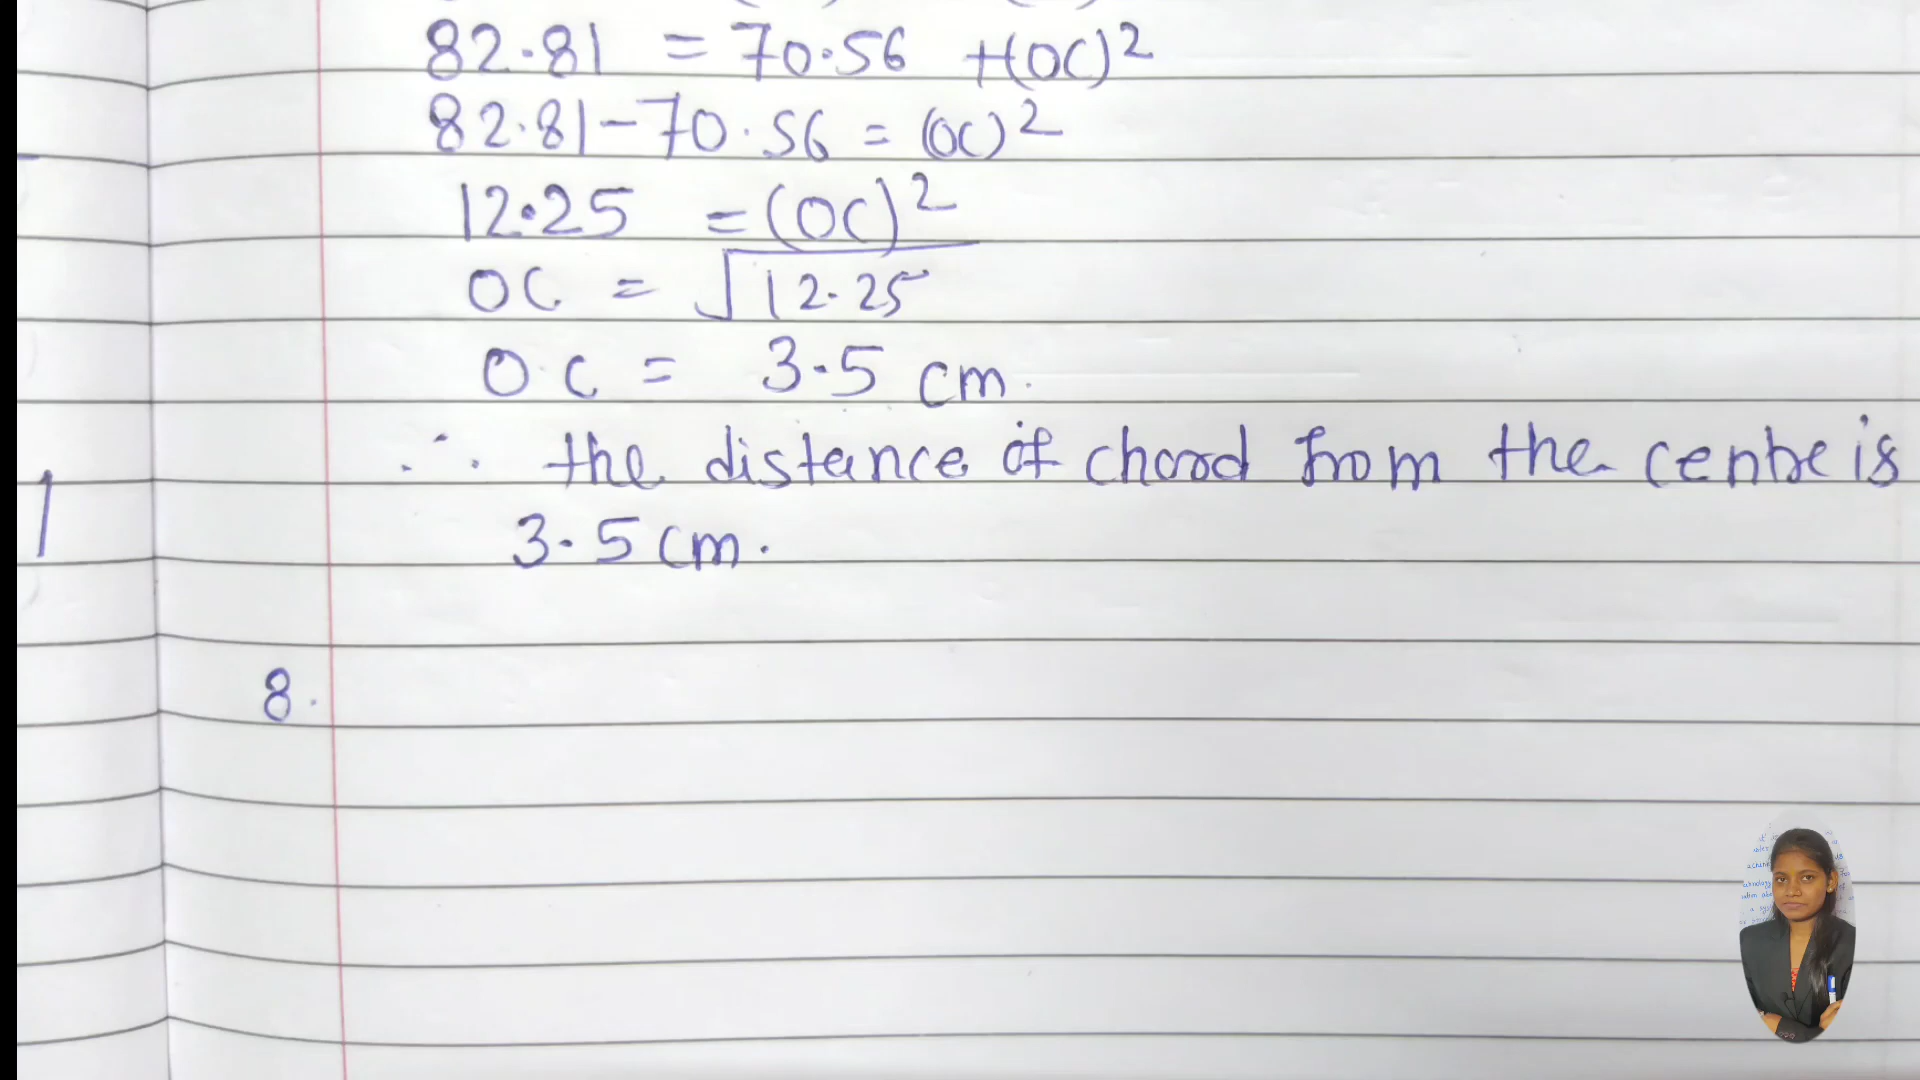 82.81 = 70.56 +(OC)²
82.81-70.56 = (OC)²
12.25 = (OC)²
OC = √12.25
O.C = 3.5 cm.
∴ the distance of chord from the centre is
3.5 cm.
1
8.